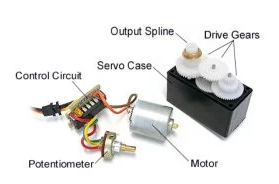 Output Spline
Drive Gears
Servo Case
Control Circuit
Potentiometer
Motor